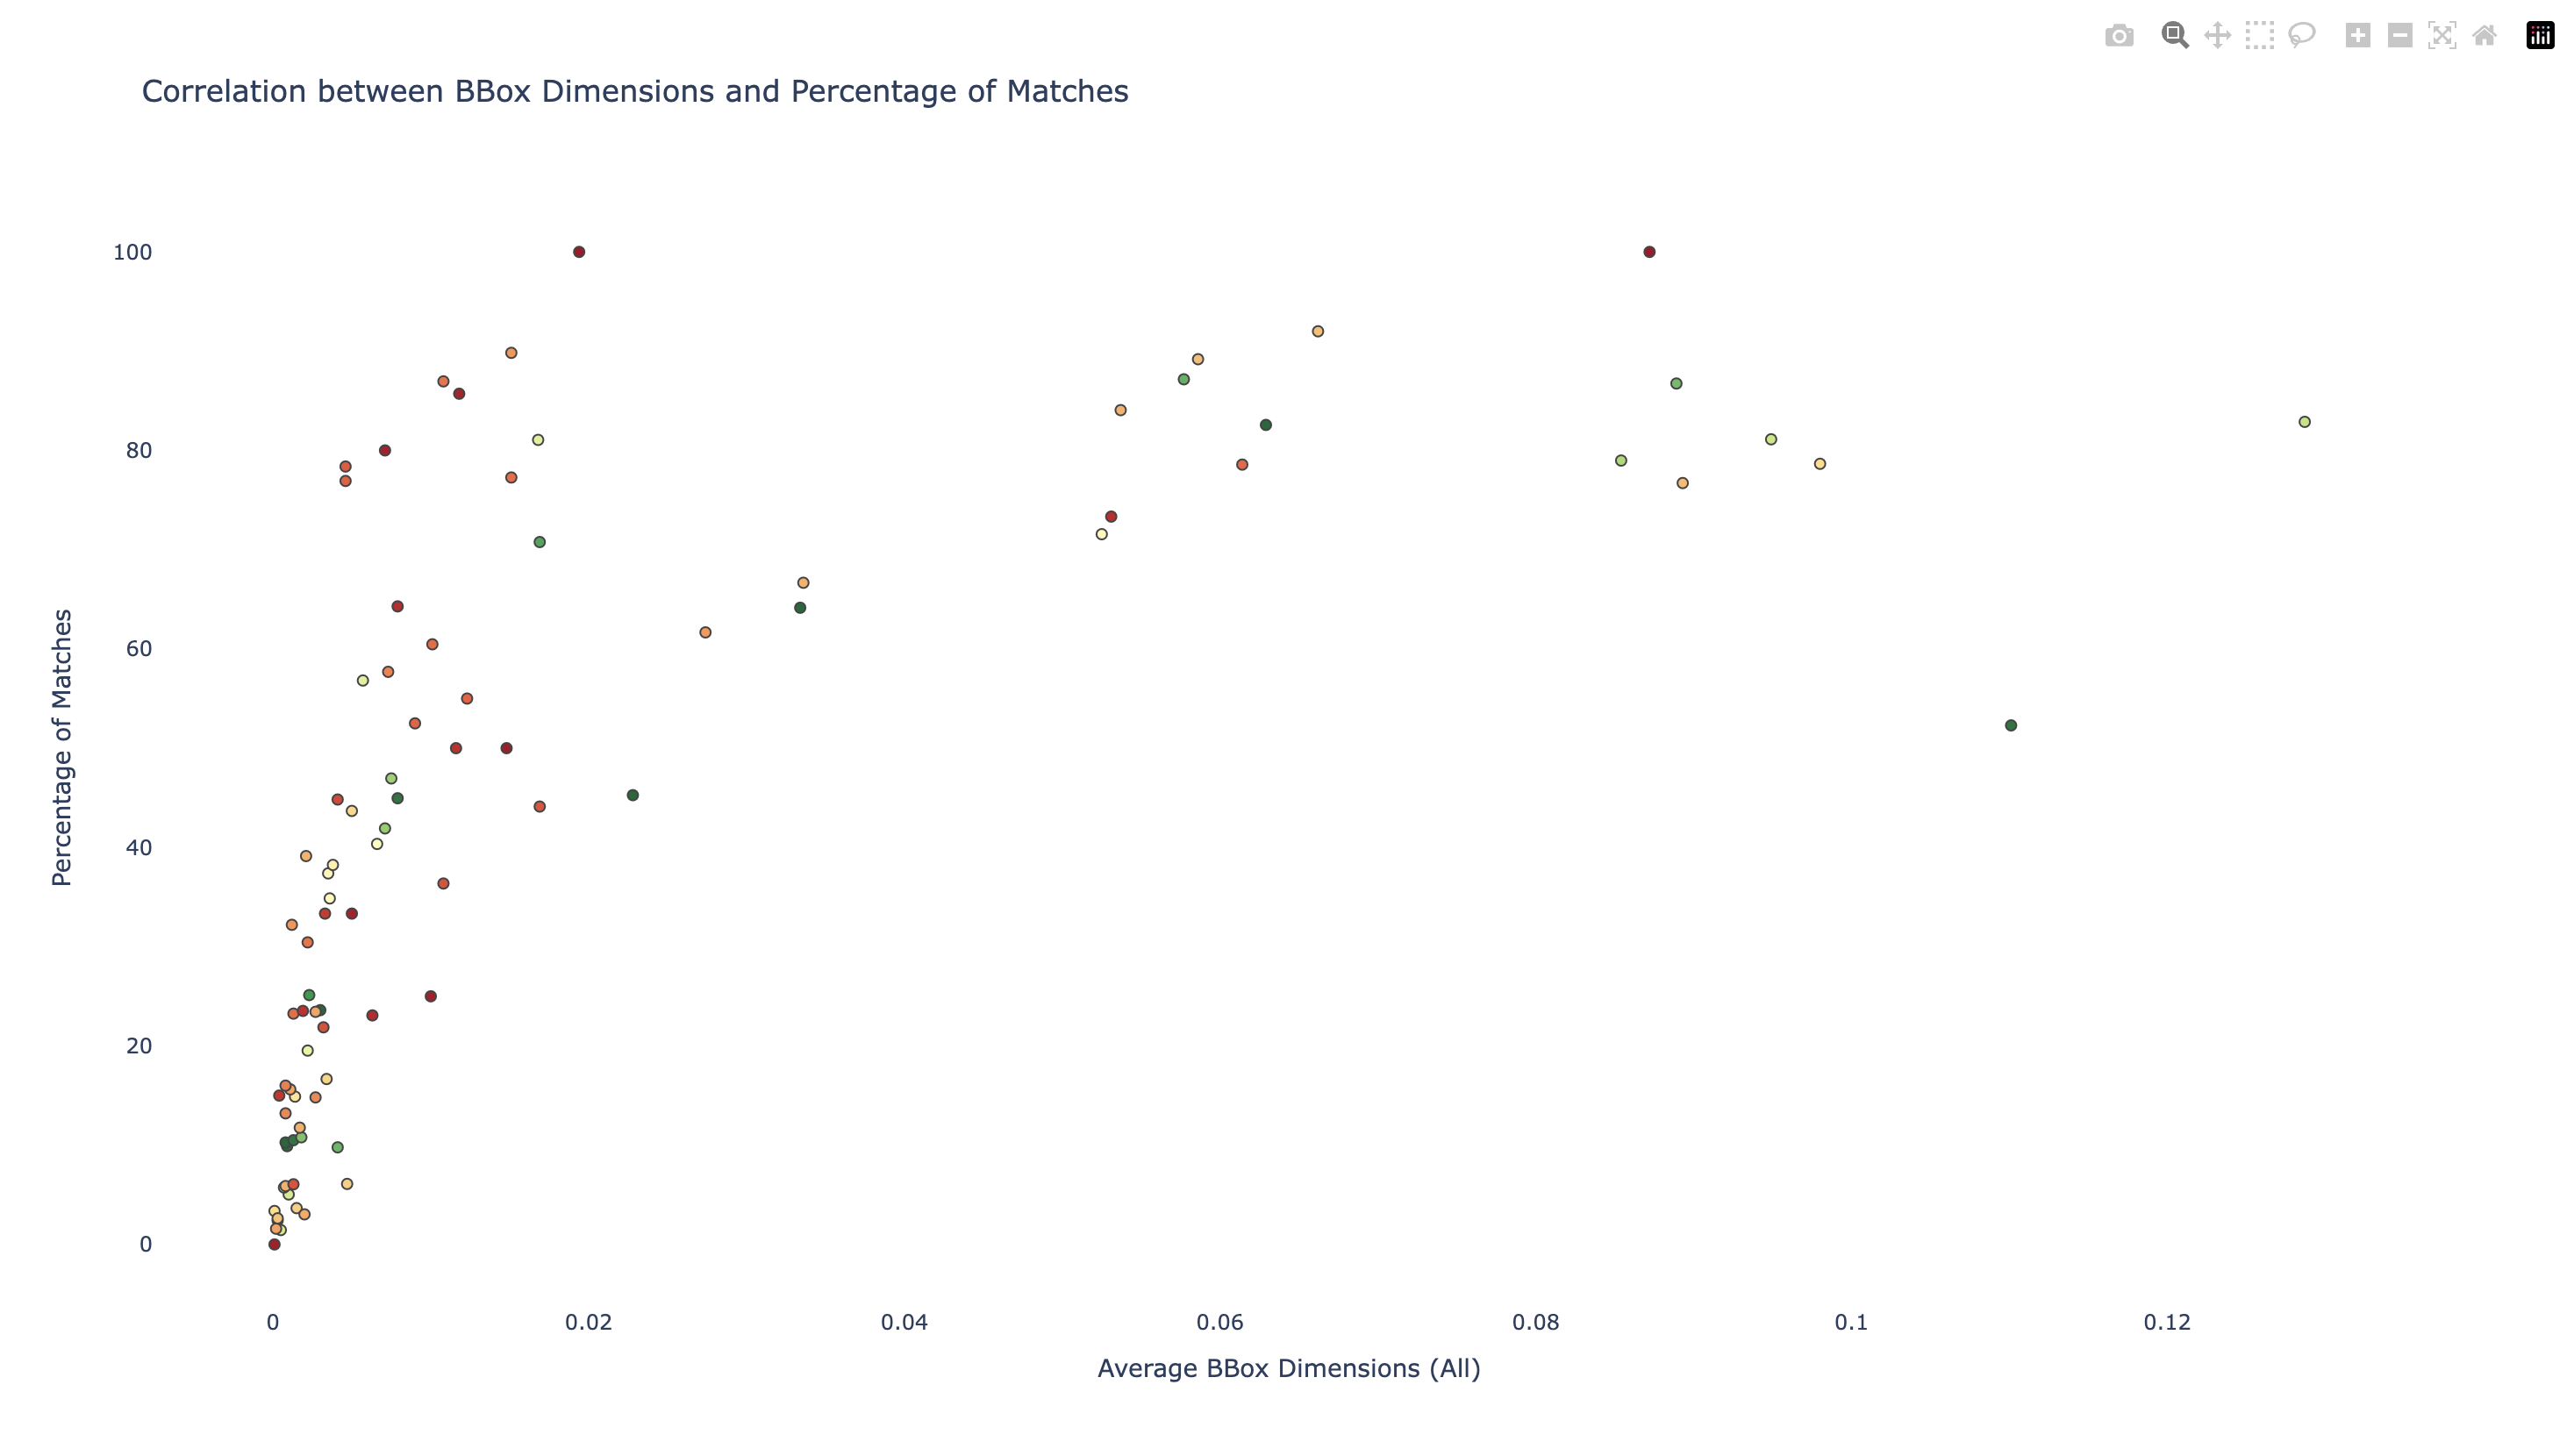 Correlation between BBox Dimensions and Percentage of Matches
100
80
60
40
20
0
Percentage of Matches
0 0.02 0.04 0.06 0.08 0.1 0.12
Average BBox Dimensions (All)